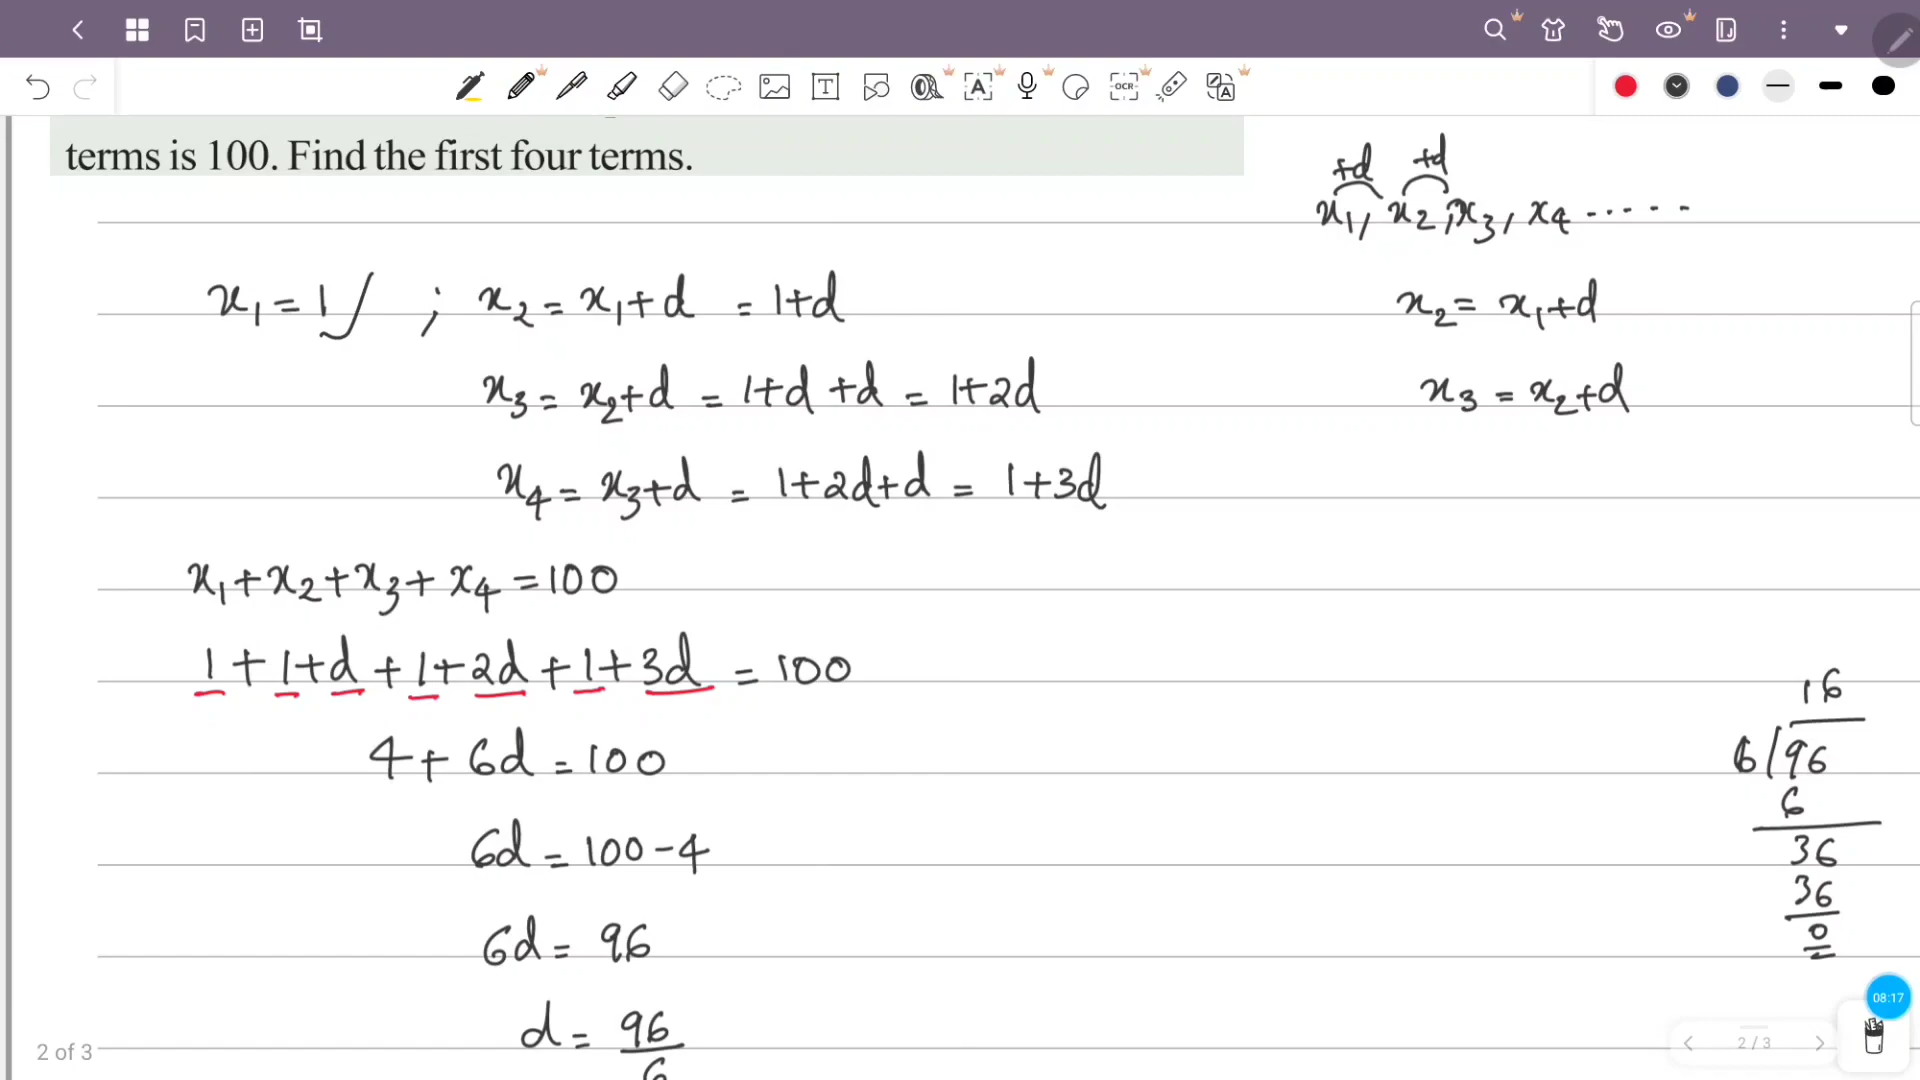 OCR
terms is 100. Find the first four terms.
+d +d
x₁, x₂, x₃, x₄ ......
x₁ = 1 ; x₂ = x₁+d = 1+d
x₂ = x₁+d
x₃ = x₂+d = 1+d +d = 1+2d
x₃ = x₂+d
x₄ = x₃+d = 1+2d+d = 1+3d
x₁+x₂+x₃+x₄ = 100
1 + 1+d + 1+2d + 1+3d = 100
4 + 6d = 100
6d = 100-4
6d = 96
d = 96
6
16
6)96
6
36
36
0
08:17
2 of 3
2 / 3